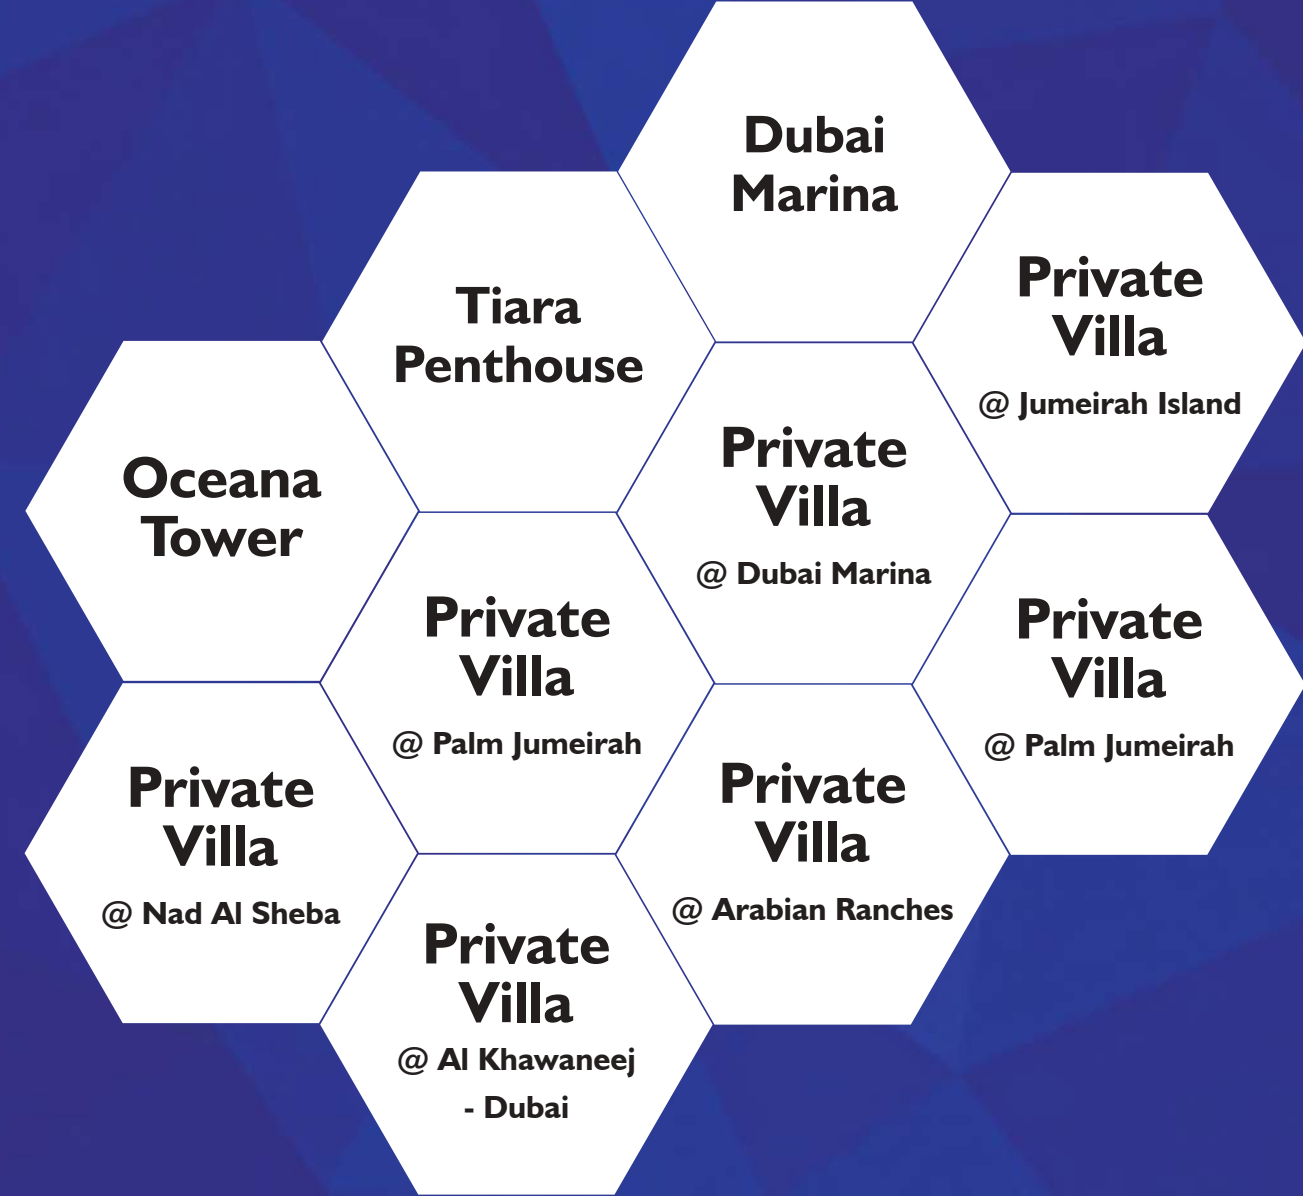 Dubai
Marina
Tiara
Penthouse
Private
Villa
@ Jumeirah Island
Oceana
Tower
Private
Villa
@ Dubai Marina
Private
Villa
@ Palm Jumeirah
Private
Villa
@ Palm Jumeirah
Private
Villa
@ Nad Al Sheba
Private
Villa
@ Arabian Ranches
Private
Villa
@ Al Khawaneej
- Dubai